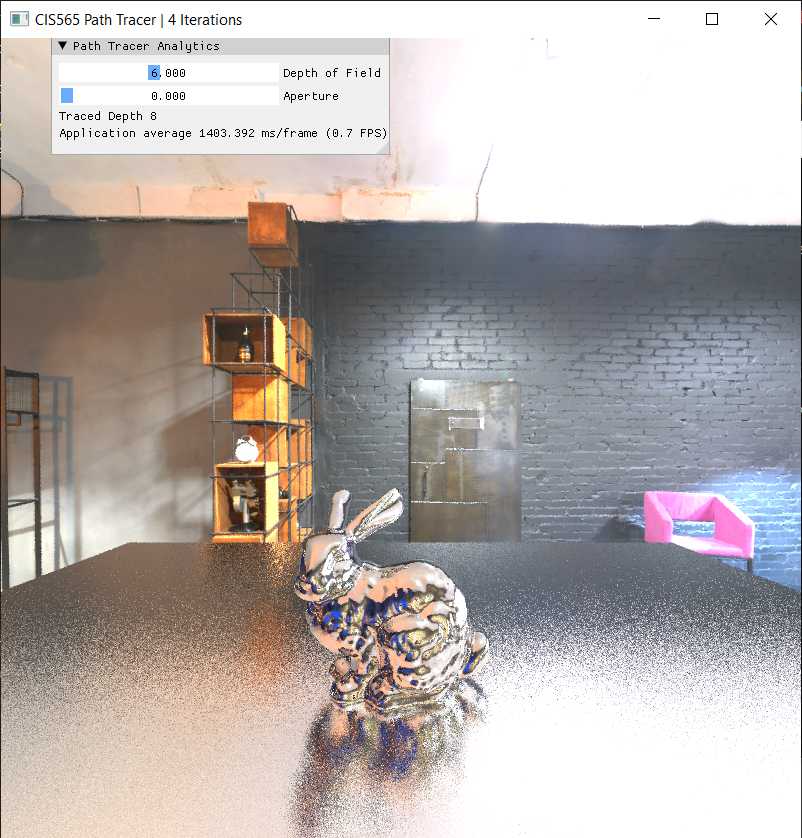 CIS565 Path Tracer | 4 Iterations
▼ Path Tracer Analytics
6.000 Depth of Field
0.000 Aperture
Traced Depth 8
Application average 1403.392 ms/frame (0.7 FPS)